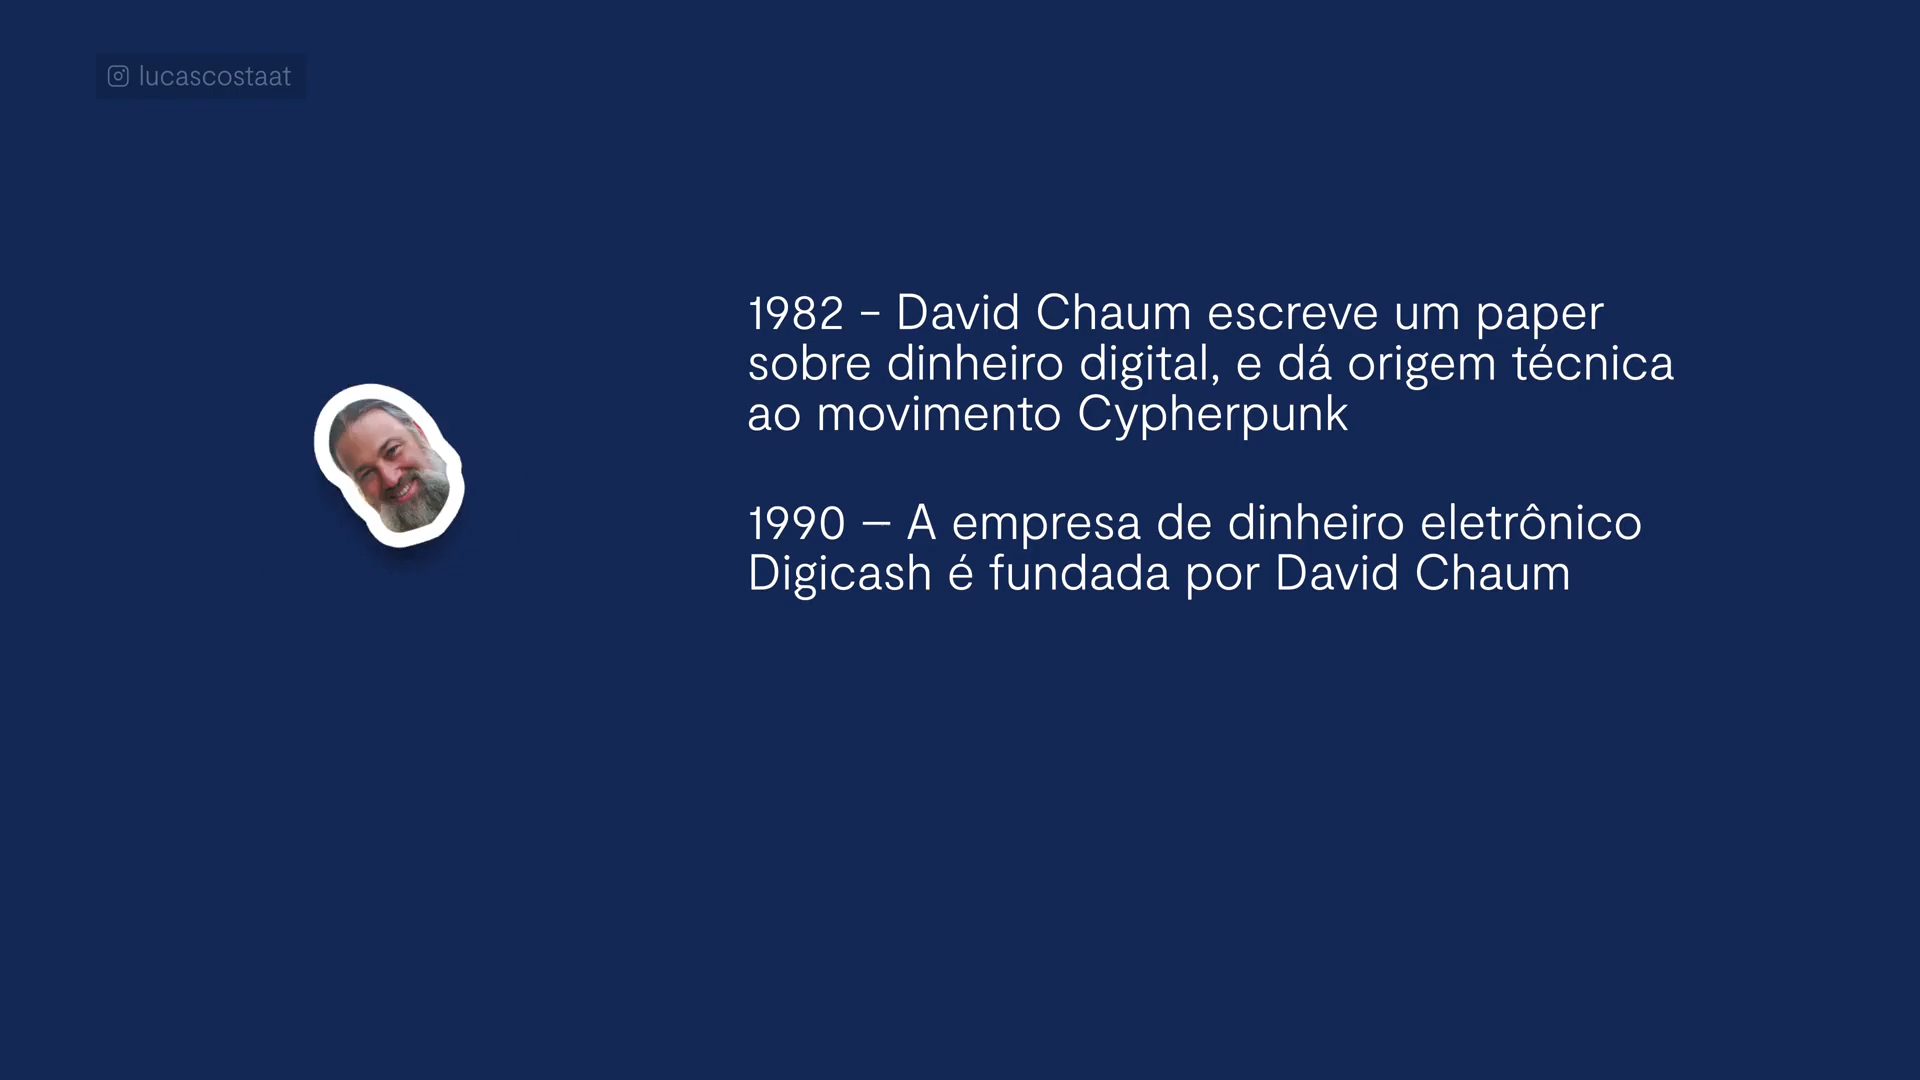 lucascostaat
1982 – David Chaum escreve um paper
sobre dinheiro digital, e dá origem técnica
ao movimento Cypherpunk
1990 — A empresa de dinheiro eletrônico
Digicash é fundada por David Chaum